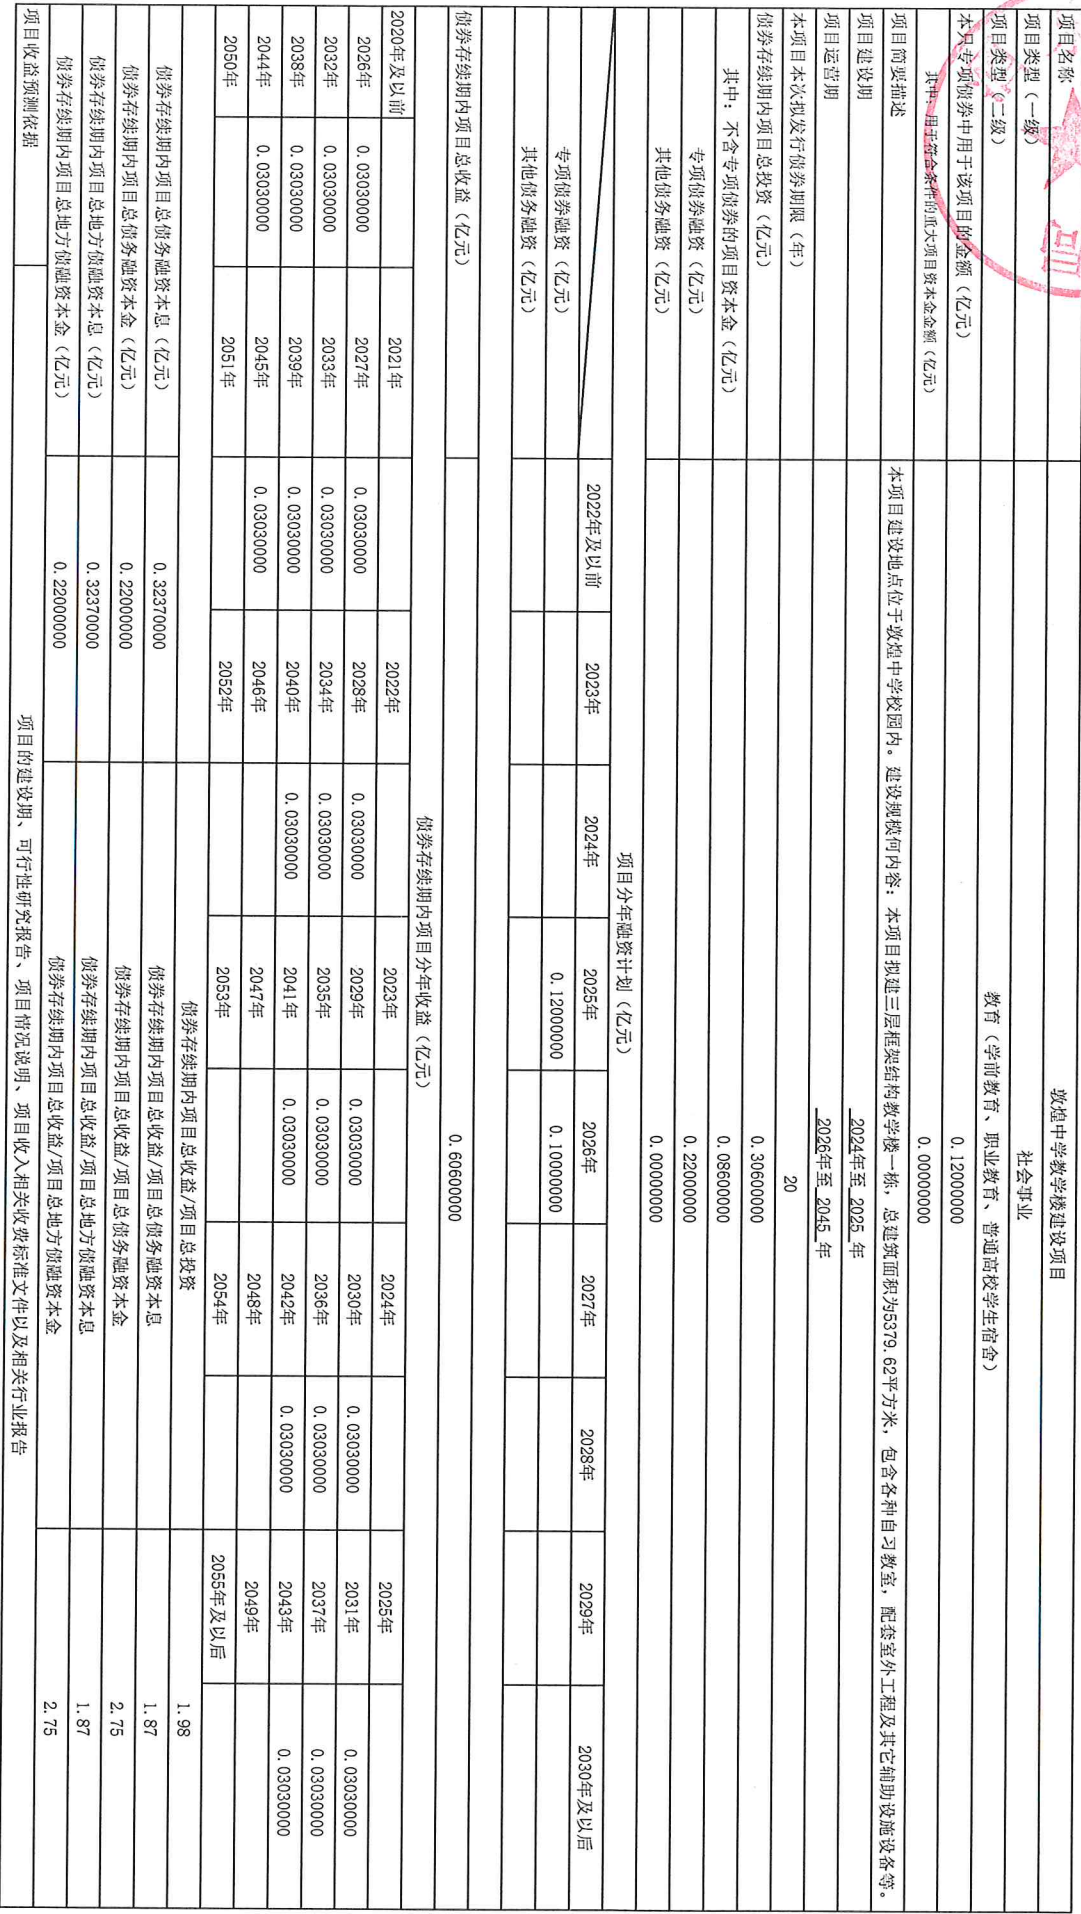 项目名称 敦煌中学教学楼建设项目
项目类型（一级） 社会事业
项目类型（二级） 教育（学前教育、职业教育、普通高校学生宿舍）
本只专项债券中用于该项目的金额（亿元） 0.12000000
其中：用于符合条件的重大项目资本金金额（亿元） 0.00000000
项目简要描述 本项目建设地点位于敦煌中学校园内。建设规模何内容：本项目拟建三层框架结构教学楼一栋，总建筑面积为5379.62平方米，包含各种自习教室，配套室外工程及其它辅助设施设备等。
项目建设期 2024年至 2025 年
项目运营期 2026年至 2045 年
本项目本次拟发行债券期限（年） 20
债券存续期内项目总投资（亿元） 0.30600000
其中：不含专项债券的项目资本金（亿元） 0.08600000
专项债券融资（亿元） 0.22000000
其他债务融资（亿元） 0.00000000
项目分年融资计划（亿元）
2022年及以前 2023年 2024年 2025年 2026年 2027年 2028年 2029年 2030年及以后
专项债券融资（亿元） 0.12000000 0.10000000
其他债务融资（亿元）
债券存续期内项目总收益（亿元） 0.60600000
债券存续期内项目分年收益（亿元）
2020年及以前 2021年 2022年 2023年 2024年 2025年
2026年 0.03030000 2027年 0.03030000 2028年 0.03030000 2029年 0.03030000 2030年 0.03030000 2031年 0.03030000
2032年 0.03030000 2033年 0.03030000 2034年 0.03030000 2035年 0.03030000 2036年 0.03030000 2037年 0.03030000
2038年 0.03030000 2039年 0.03030000 2040年 0.03030000 2041年 0.03030000 2042年 0.03030000 2043年 0.03030000
2044年 0.03030000 2045年 0.03030000 2046年 2047年 2048年 2049年
2050年 2051年 2052年 2053年 2054年 2055年及以后
债券存续期内项目总收益/项目总投资 1.98
债券存续期内项目总债务融资本息（亿元） 0.32370000 债券存续期内项目总收益/项目总债务融资本息 1.87
债券存续期内项目总债务融资本金（亿元） 0.22000000 债券存续期内项目总收益/项目总债务融资本金 2.75
债券存续期内项目总地方债融资本息（亿元） 0.32370000 债券存续期内项目总收益/项目总地方债融资本息 1.87
债券存续期内项目总地方债融资本金（亿元） 0.22000000 债券存续期内项目总收益/项目总地方债融资本金 2.75
项目收益预测依据 项目的建设期、可行性研究报告、项目情况说明、项目收入相关收费标准文件以及相关行业报告